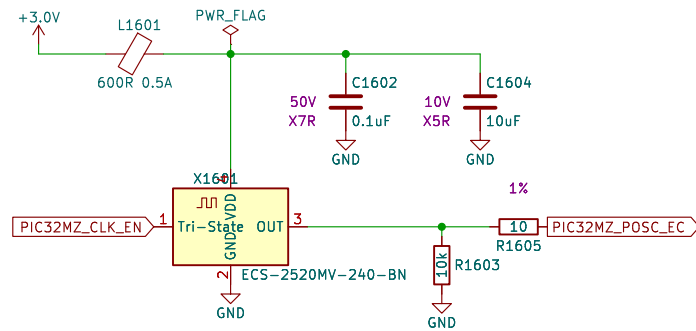 +3.0V
L1601
600R 0.5A
PWR_FLAG
50V
X7R
C1602
0.1uF
GND
10V
X5R
C1604
10uF
GND
X1601
4
VDD
PIC32MZ_CLK_EN
1
Tri-State
GND
OUT
3
2
ECS-2520MV-240-BN
GND
10k
R1603
GND
1%
10
R1605
PIC32MZ_POSC_EC